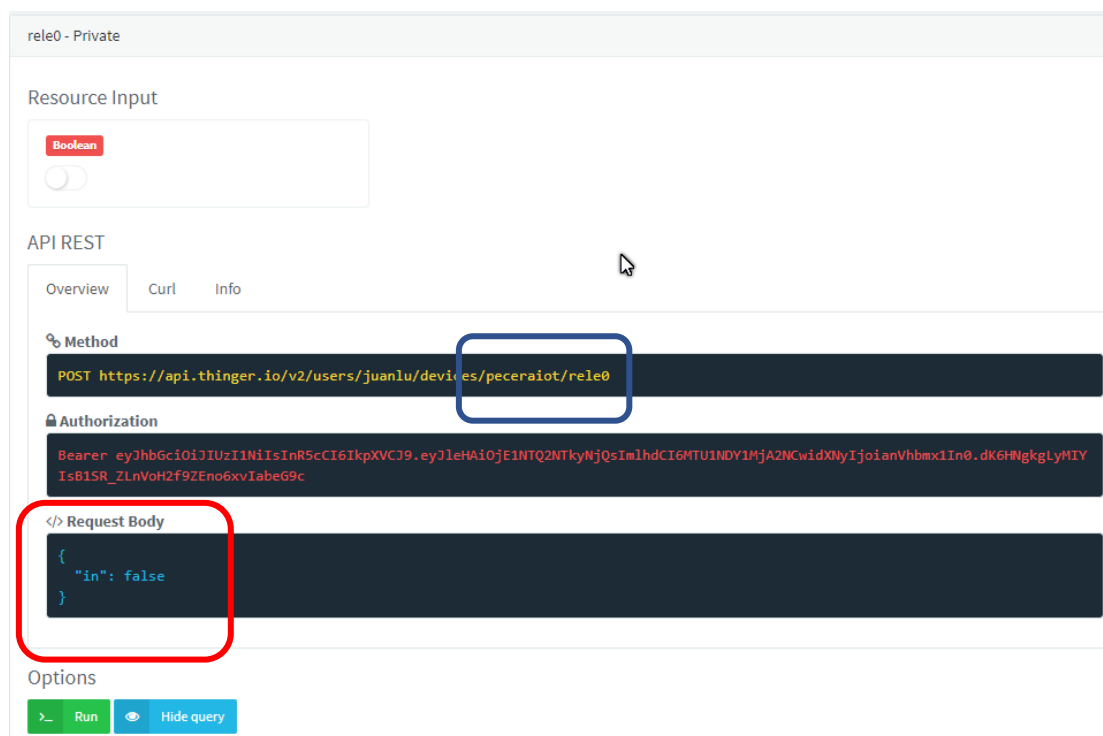 rele0 - Private
Resource Input
Boolean
API REST
Overview Curl Info
Method
POST https://api.thinger.io/v2/users/juanlu/devices/peceraiot/rele0
Authorization
Bearer eyJhbGciOiJIUzI1NiIsInR5cCI6IkpXVCJ9.eyJleHAiOjE1NTQ2NTkyNjQsImlhdCI6MTU1NDY1MjA2NCwidXNyIjoianVhbmx1In0.dK6HNgkgLyMIY
IsB1SR_ZLnVoH2f9ZEno6xvIabeG9c
</> Request Body
{
"in": false
}
Options
>_ Run Hide query